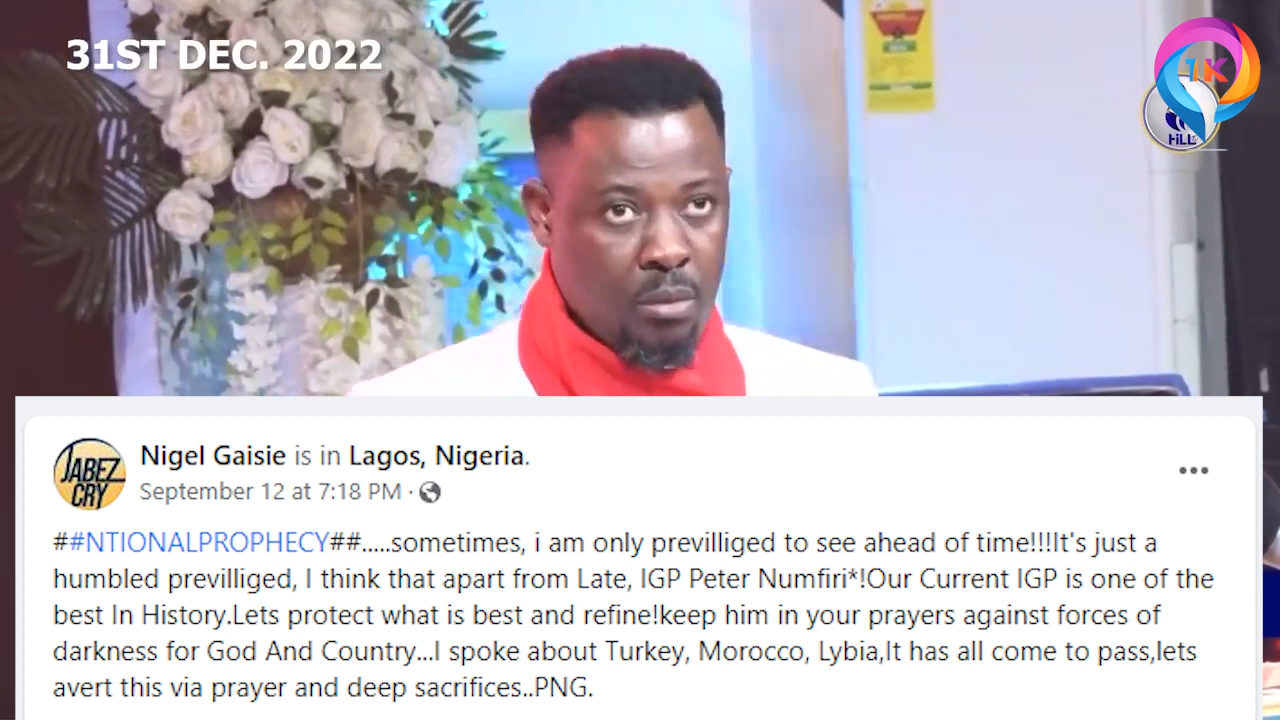 31ST DEC. 2022
1K
HILL
JABEZ
CRY
Nigel Gaisie is in Lagos, Nigeria.
September 12 at 7:18 PM ·
##NTIONALPROPHECY##.....sometimes, i am only previlliged to see ahead of time!!!It's just a
humbled previlliged, I think that apart from Late, IGP Peter Numfiri*!Our Current IGP is one of the
best In History.Lets protect what is best and refine!keep him in your prayers against forces of
darkness for God And Country...I spoke about Turkey, Morocco, Lybia,It has all come to pass,lets
avert this via prayer and deep sacrifices..PNG.